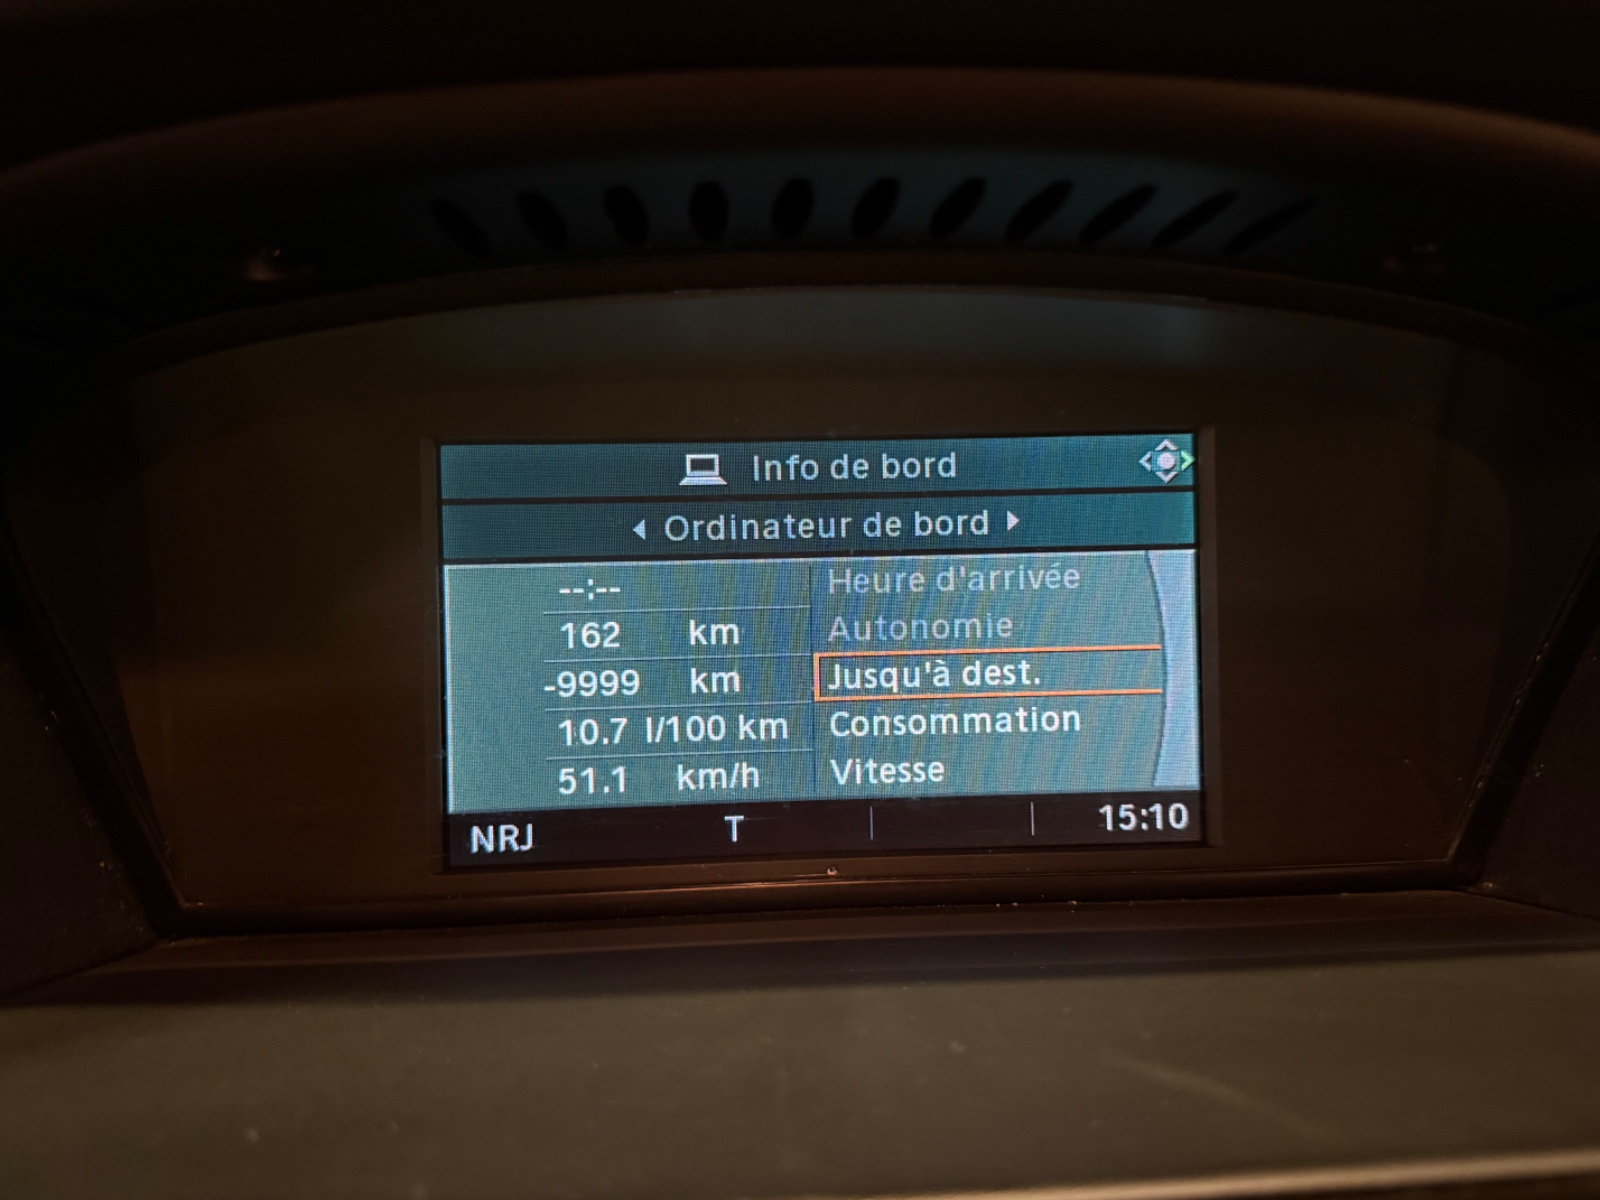 Info de bord
Ordinateur de bord
--:-- Heure d'arrivée
162 km Autonomie
-9999 km Jusqu'à dest.
10.7 l/100 km Consommation
51.1 km/h Vitesse
NRJ T 15:10